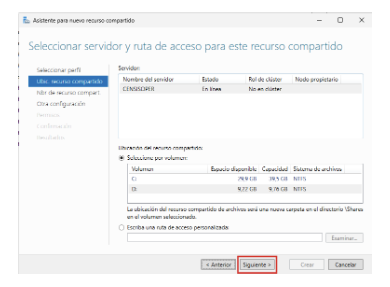 Asistente para nuevo recurso compartido
Seleccionar servidor y ruta de acceso para este recurso compartido
Seleccionar perfil
Ubic. recurso compartido
Nbr de recurso compart.
Otra configuración
Permisos
Confirmación
Resultados
Servidor:
Nombre del servidor Estado Rol de clúster Nodo propietario
En línea No en clúster
Ubicación del recurso compartido:
Seleccione por volumen:
Volumen Espacio disponible Capacidad Sistema de archivos
C: 29,9 GB 39,5 GB NTFS
D: 9,72 GB 9,76 GB NTFS
La ubicación del recurso compartido de archivos será una nueva carpeta en el directorio \Shares
en el volumen seleccionado.
Escriba una ruta de acceso personalizada:
Examinar...
< Anterior Siguiente > Crear Cancelar